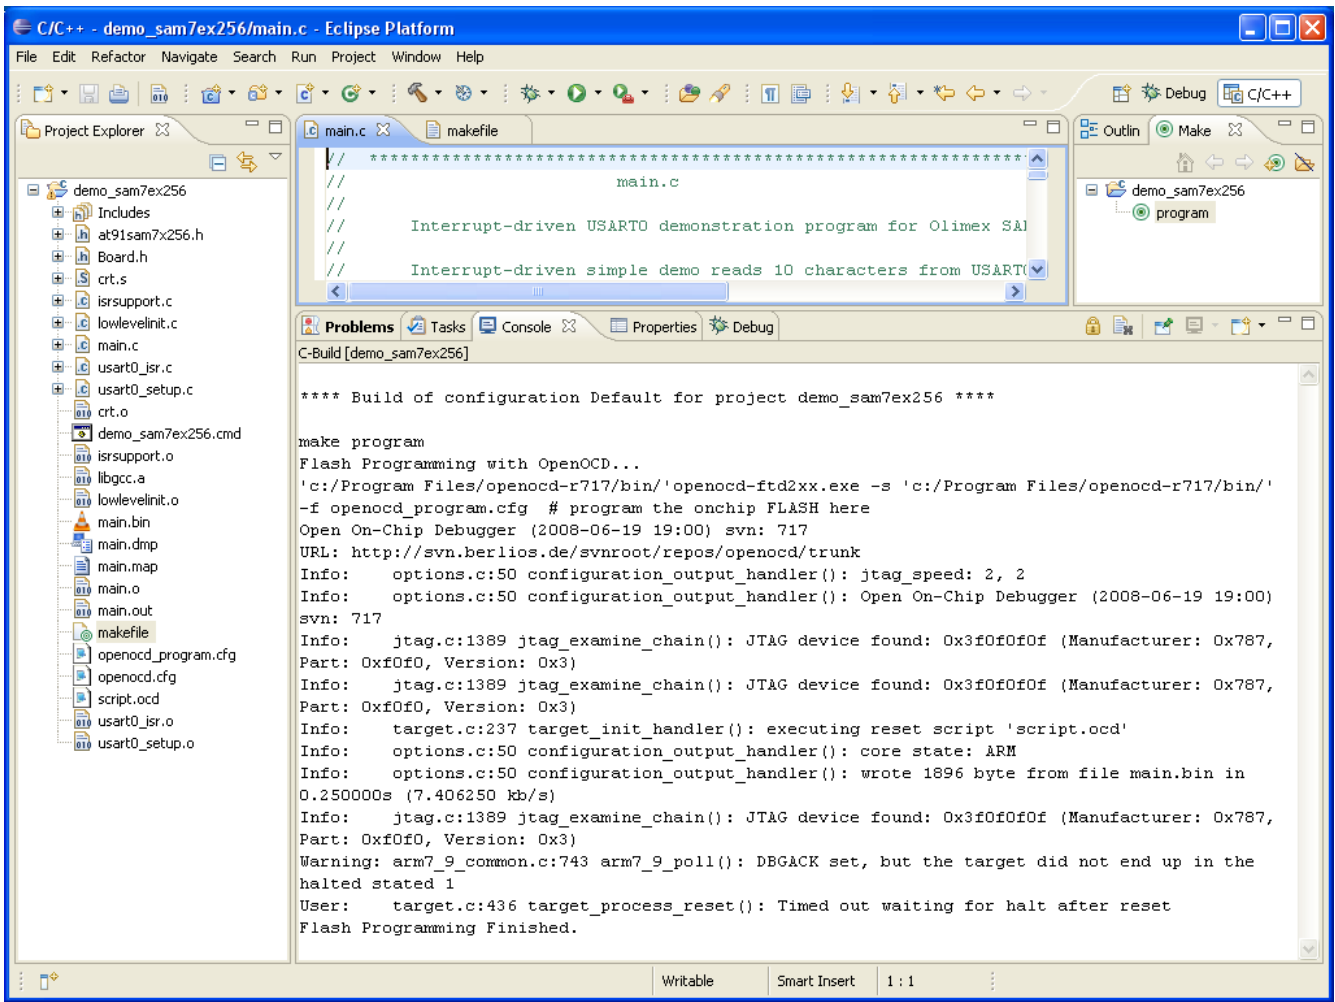 C/C++ - demo_sam7ex256/main.c - Eclipse Platform
File Edit Refactor Navigate Search Run Project Window Help
Debug C/C++
Project Explorer
demo_sam7ex256
Includes
at91sam7x256.h
Board.h
crt.s
isrsupport.c
lowlevelinit.c
main.c
usart0_isr.c
usart0_setup.c
crt.o
demo_sam7ex256.cmd
isrsupport.o
libgcc.a
lowlevelinit.o
main.bin
main.dmp
main.map
main.o
main.out
makefile
openocd_program.cfg
openocd.cfg
script.ocd
usart0_isr.o
usart0_setup.o
main.c makefile
// ***************************************************************
// main.c
//
// Interrupt-driven USART0 demonstration program for Olimex SAM
//
// Interrupt-driven simple demo reads 10 characters from USART0
Outlin Make
demo_sam7ex256
program
Problems Tasks Console Properties Debug
C-Build [demo_sam7ex256]
**** Build of configuration Default for project demo_sam7ex256 ****
make program
Flash Programming with OpenOCD...
'c:/Program Files/openocd-r717/bin/'openocd-ftd2xx.exe -s 'c:/Program Files/openocd-r717/bin/'
-f openocd_program.cfg # program the onchip FLASH here
Open On-Chip Debugger (2008-06-19 19:00) svn: 717
URL: http://svn.berlios.de/svnroot/repos/openocd/trunk
Info: options.c:50 configuration_output_handler(): jtag_speed: 2, 2
Info: options.c:50 configuration_output_handler(): Open On-Chip Debugger (2008-06-19 19:00)
svn: 717
Info: jtag.c:1389 jtag_examine_chain(): JTAG device found: 0x3f0f0f0f (Manufacturer: 0x787,
Part: 0xf0f0, Version: 0x3)
Info: jtag.c:1389 jtag_examine_chain(): JTAG device found: 0x3f0f0f0f (Manufacturer: 0x787,
Part: 0xf0f0, Version: 0x3)
Info: target.c:237 target_init_handler(): executing reset script 'script.ocd'
Info: options.c:50 configuration_output_handler(): core state: ARM
Info: options.c:50 configuration_output_handler(): wrote 1896 byte from file main.bin in
0.250000s (7.406250 kb/s)
Info: jtag.c:1389 jtag_examine_chain(): JTAG device found: 0x3f0f0f0f (Manufacturer: 0x787,
Part: 0xf0f0, Version: 0x3)
Warning: arm7_9_common.c:743 arm7_9_poll(): DBGACK set, but the target did not end up in the
halted stated 1
User: target.c:436 target_process_reset(): Timed out waiting for halt after reset
Flash Programming Finished.
Writable Smart Insert 1 : 1